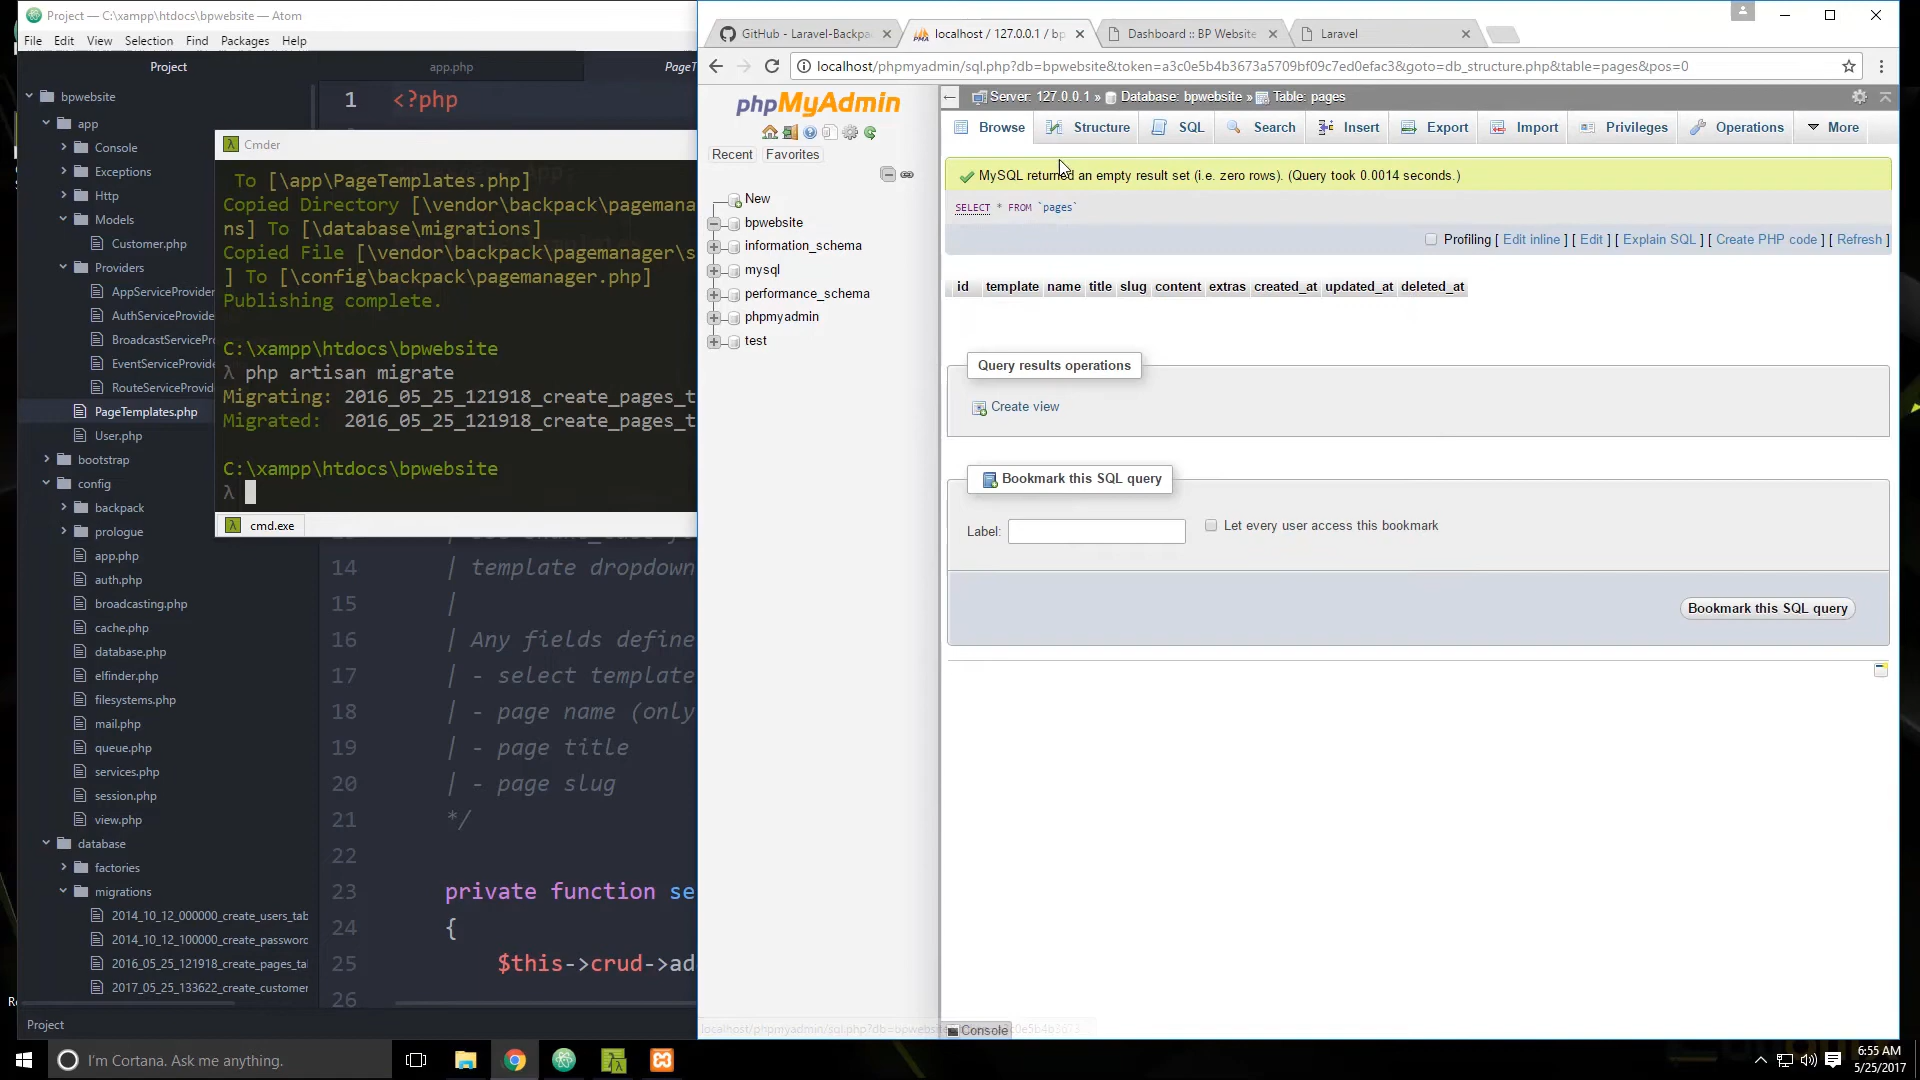 Project — C:\xampp\htdocs\bpwebsite — Atom
File Edit View Selection Find Packages Help
Project
app.php
PageT
bpwebsite
app
Console
Exceptions
Http
Models
Customer.php
Providers
AppServiceProvider
AuthServiceProvide
BroadcastServicePr
EventServiceProvide
RouteServiceProvid
PageTemplates.php
User.php
bootstrap
config
backpack
prologue
app.php
auth.php
broadcasting.php
cache.php
database.php
elfinder.php
filesystems.php
mail.php
queue.php
services.php
session.php
view.php
database
factories
migrations
2014_10_12_000000_create_users_tab
2014_10_12_100000_create_password
2016_05_25_121918_create_pages_ta
2017_05_25_133622_create_customer
Project
1 <?php
Cmder
To [\app\PageTemplates.php]
Copied Directory [\vendor\backpack\pagemana
ns] To [\database\migrations]
Copied File [\vendor\backpack\pagemanager\s
] To [\config\backpack\pagemanager.php]
Publishing complete.
C:\xampp\htdocs\bpwebsite
λ php artisan migrate
Migrating: 2016_05_25_121918_create_pages_t
Migrated: 2016_05_25_121918_create_pages_t
C:\xampp\htdocs\bpwebsite
λ
cmd.exe
14 | template dropdown
15 |
16 | Any fields define
17 | - select template
18 | - page name (only
19 | - page title
20 | - page slug
21 */
22
23 private function se
24 {
25 $this->crud->ad
26
GitHub - Laravel-Backpa
localhost / 127.0.0.1 / bp
Dashboard :: BP Website
Laravel
localhost/phpmyadmin/sql.php?db=bpwebsite&token=a3c0e5b4b3673a5709bf09c7ed0efac3&goto=db_structure.php&table=pages&pos=0
phpMyAdmin
Recent Favorites
New
bpwebsite
information_schema
mysql
performance_schema
phpmyadmin
test
Server: 127.0.0.1 » Database: bpwebsite » Table: pages
Browse Structure SQL Search Insert Export Import Privileges Operations More
MySQL returned an empty result set (i.e. zero rows). (Query took 0.0014 seconds.)
SELECT * FROM `pages`
Profiling [ Edit inline ] [ Edit ] [ Explain SQL ] [ Create PHP code ] [ Refresh ]
id template name title slug content extras created_at updated_at deleted_at
Query results operations
Create view
Bookmark this SQL query
Label:
Let every user access this bookmark
Bookmark this SQL query
Console
I'm Cortana. Ask me anything.
6:55 AM
5/25/2017